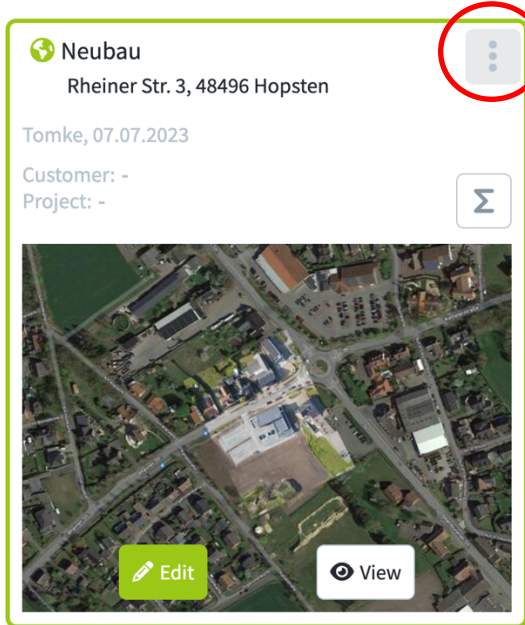 Neubau
Rheiner Str. 3, 48496 Hopsten
Tomke, 07.07.2023
Customer: -
Project: -
Σ
Edit
View